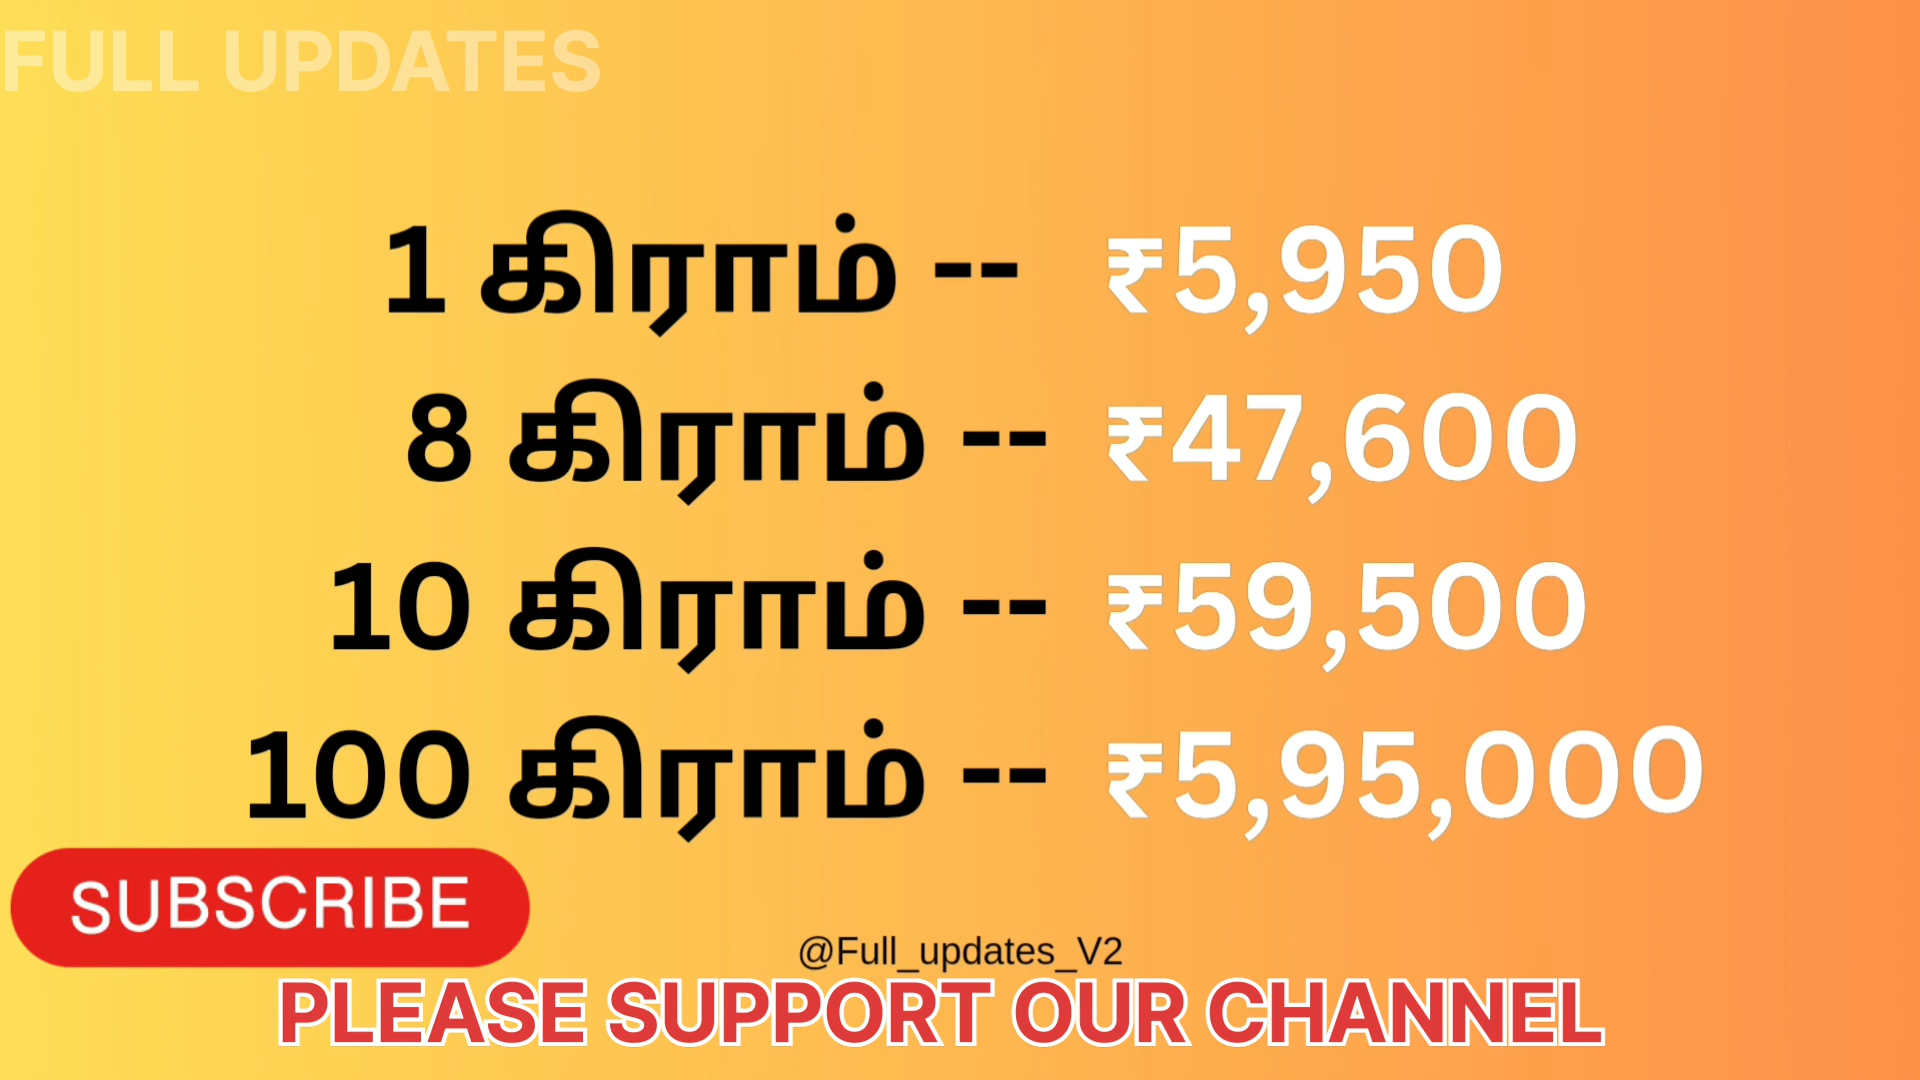 FULL UPDATES
1 கிராம் -- ₹5,950
8 கிராம் -- ₹47,600
10 கிராம் -- ₹59,500
100 கிராம் -- ₹5,95,000
SUBSCRIBE
@Full_updates_V2
PLEASE SUPPORT OUR CHANNEL